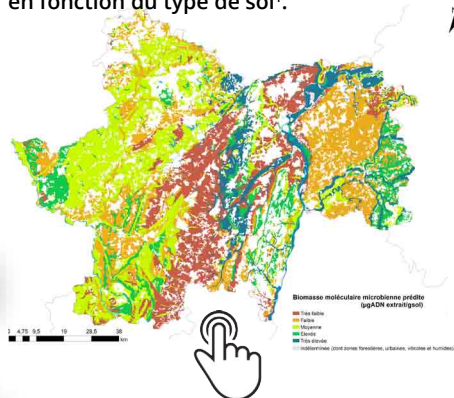 en fonction du type de sol¹.
Biomasse moléculaire microbienne prédite
(µgADN extrait/gsol)
Très faible
Faible
Moyenne
Elevée
Très élevée
Indéterminée (dont zones forestières, urbaines, viticoles et humides)
0 4,75 9,5 19 28,5 38
km